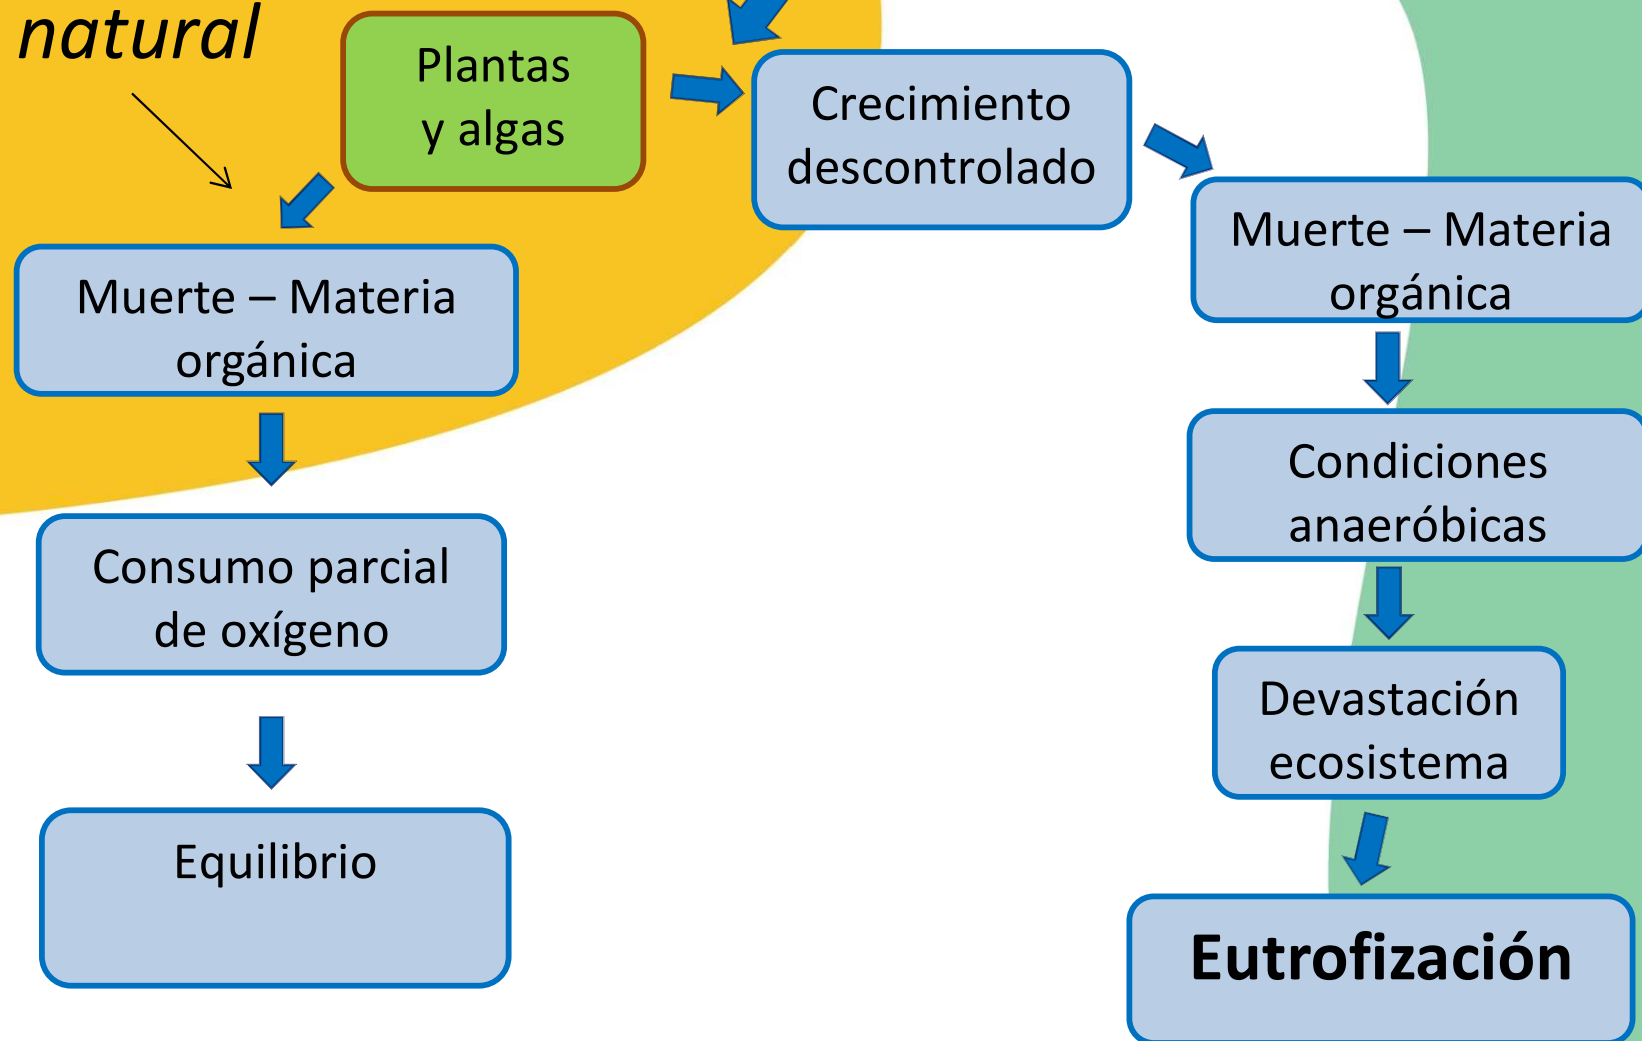 natural
Plantas
y algas
Crecimiento
descontrolado
Muerte – Materia
orgánica
Muerte – Materia
orgánica
Condiciones
anaeróbicas
Consumo parcial
de oxígeno
Devastación
ecosistema
Equilibrio
Eutrofización